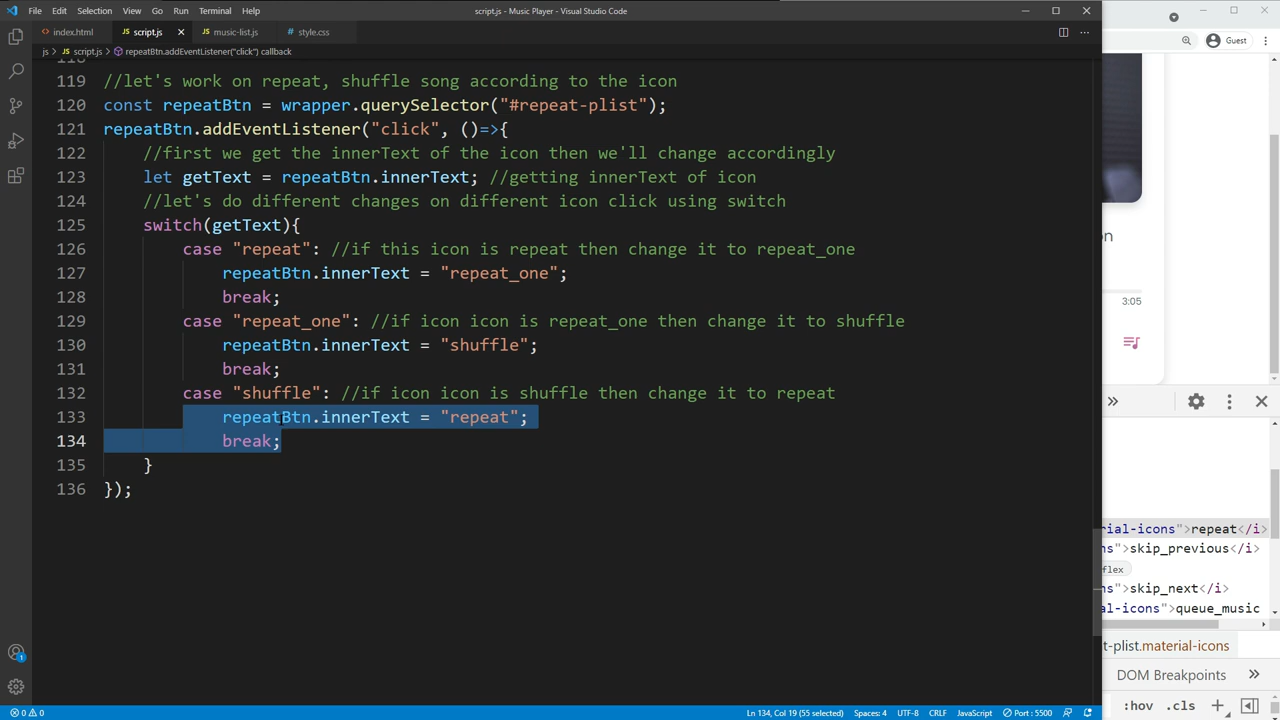 File Edit Selection View Go Run Terminal Help
script.js - Music Player - Visual Studio Code
index.html
script.js
music-list.js
style.css
Guest
js > script.js > repeatBtn.addEventListener("click") callback
118
119 //let's work on repeat, shuffle song according to the icon
120 const repeatBtn = wrapper.querySelector("#repeat-plist");
121 repeatBtn.addEventListener("click", ()=>{
122 //first we get the innerText of the icon then we'll change accordingly
123 let getText = repeatBtn.innerText; //getting innerText of icon
124 //let's do different changes on different icon click using switch
125 switch(getText){
126 case "repeat": //if this icon is repeat then change it to repeat_one
127 repeatBtn.innerText = "repeat_one";
128 break;
129 case "repeat_one": //if icon icon is repeat_one then change it to shuffle
130 repeatBtn.innerText = "shuffle";
131 break;
132 case "shuffle": //if icon icon is shuffle then change it to repeat
133 repeatBtn.innerText = "repeat";
134 break;
135 }
136 });
on
3:05
rial-icons">repeat</i>
ns">skip_previous</i>
flex
ns">skip_next</i>
al-icons">queue_music
t-plist.material-icons
DOM Breakpoints
:hov .cls
0 0
1
Ln 134, Col 19 (55 selected) Spaces: 4 UTF-8 CRLF JavaScript Port : 5500